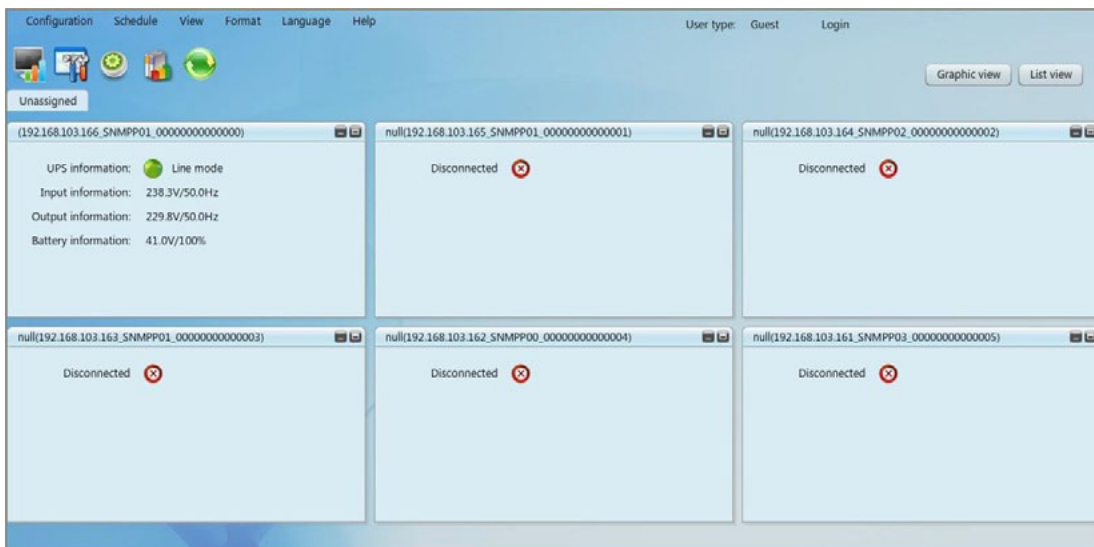 Configuration Schedule View Format Language Help
User type: Guest Login
Graphic view List view
Unassigned
(192.168.103.166_SNMPP01_00000000000000)
UPS information: Line mode
Input information: 238.3V/50.0Hz
Output information: 229.8V/50.0Hz
Battery information: 41.0V/100%
null(192.168.103.165_SNMPP01_00000000000001)
Disconnected
null(192.168.103.164_SNMPP02_00000000000002)
Disconnected
null(192.168.103.163_SNMPP01_00000000000003)
Disconnected
null(192.168.103.162_SNMPP00_00000000000004)
Disconnected
null(192.168.103.161_SNMPP03_00000000000005)
Disconnected